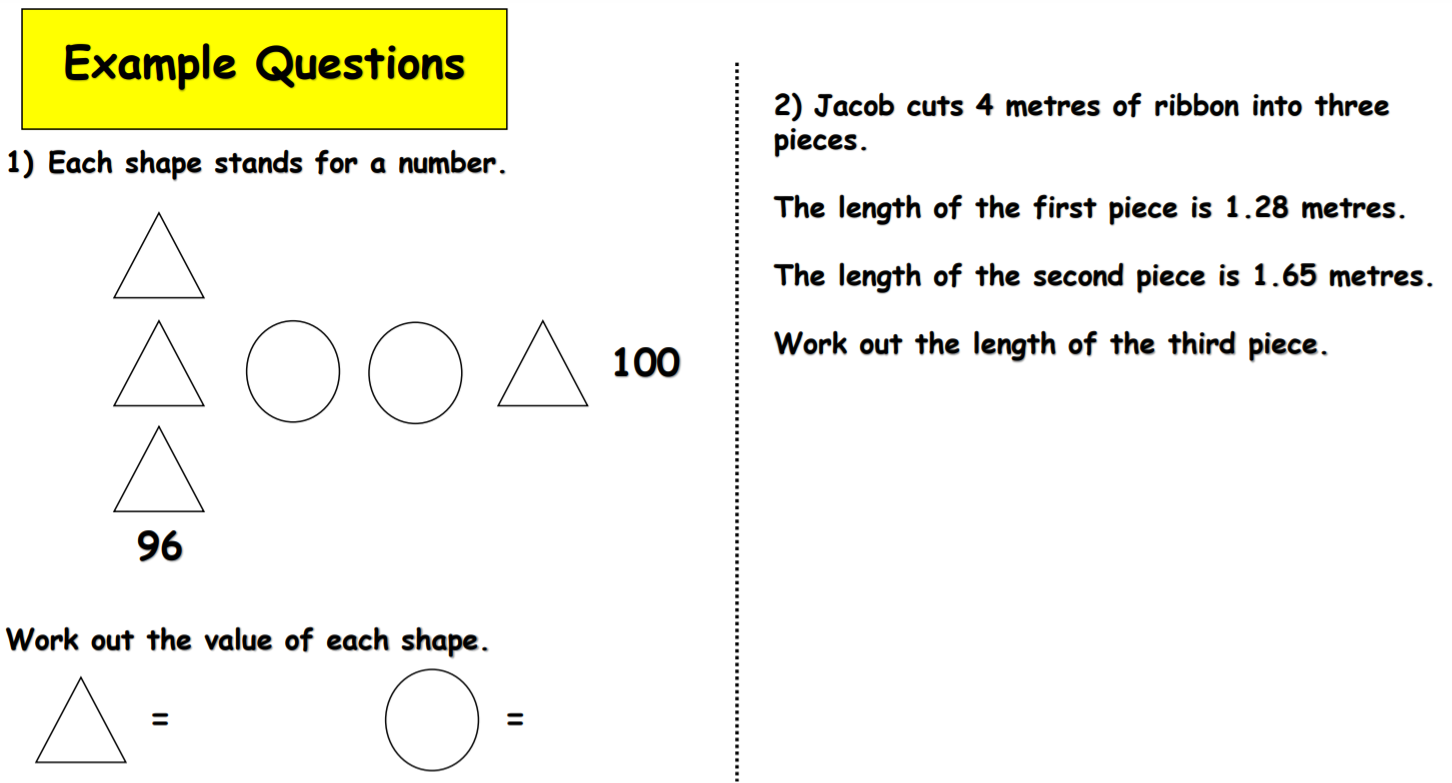 Example Questions
1) Each shape stands for a number.
100
96
Work out the value of each shape.
= =
2) Jacob cuts 4 metres of ribbon into three
pieces.
The length of the first piece is 1.28 metres.
The length of the second piece is 1.65 metres.
Work out the length of the third piece.